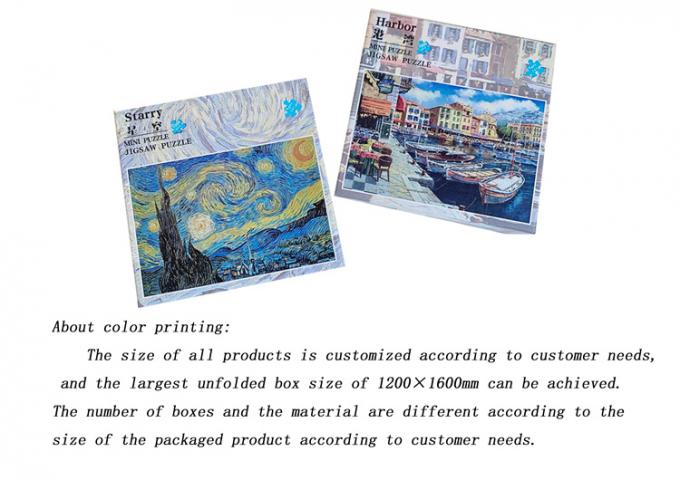 Starry
星 空
MINI PUZZLE
JIGSAW PUZZLE
Harbor
港 湾
MINI PUZZLE
JIGSAW PUZZLE
About color printing:
The size of all products is customized according to customer needs,
and the largest unfolded box size of 1200×1600mm can be achieved.
The number of boxes and the material are different according to the
size of the packaged product according to customer needs.